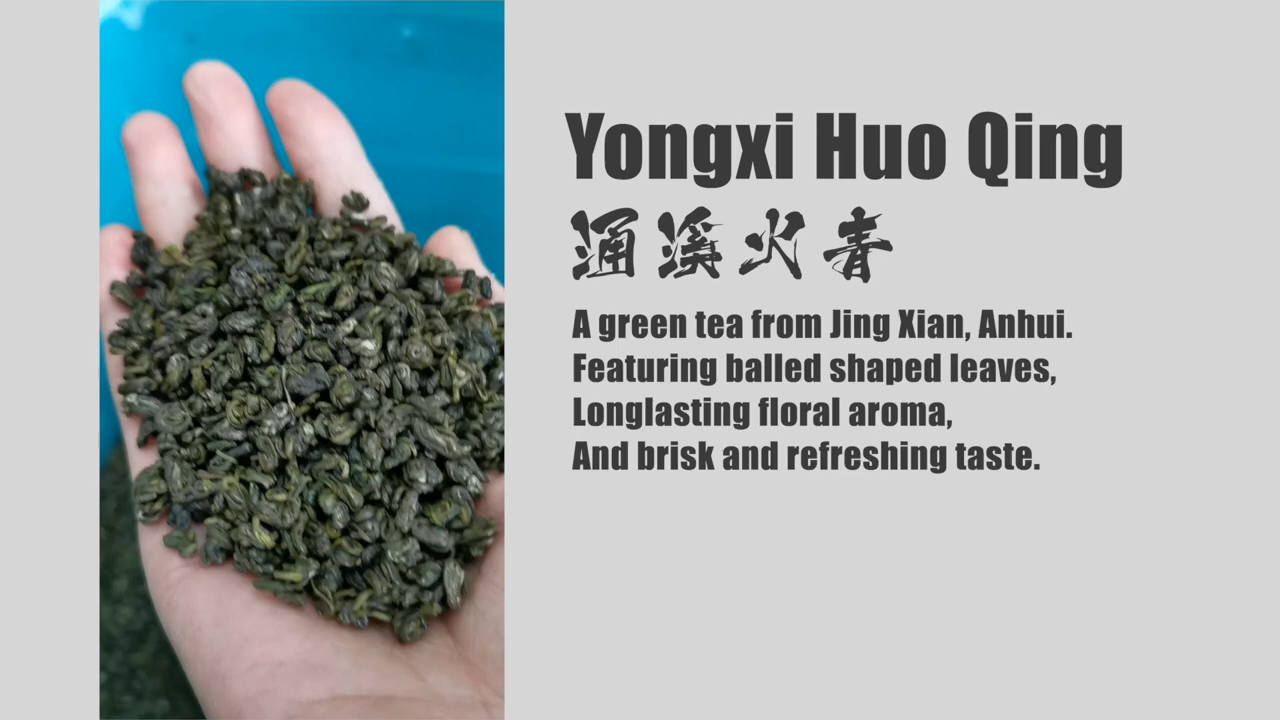 Yongxi Huo Qing
涌溪火青
A green tea from Jing Xian, Anhui.
Featuring balled shaped leaves,
Longlasting floral aroma,
And brisk and refreshing taste.